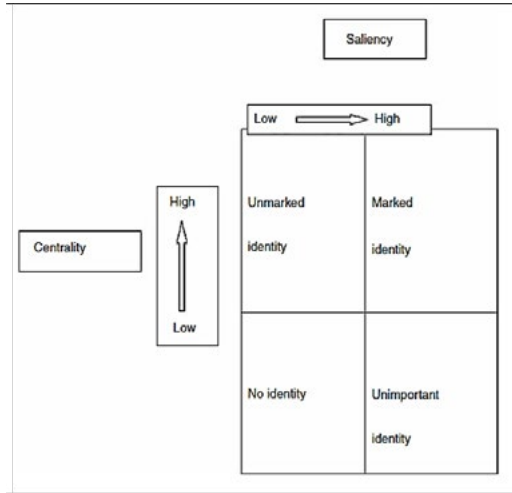 Saliency
Low High
High
Low
Centrality
Unmarked
identity
Marked
identity
No identity
Unimportant
identity